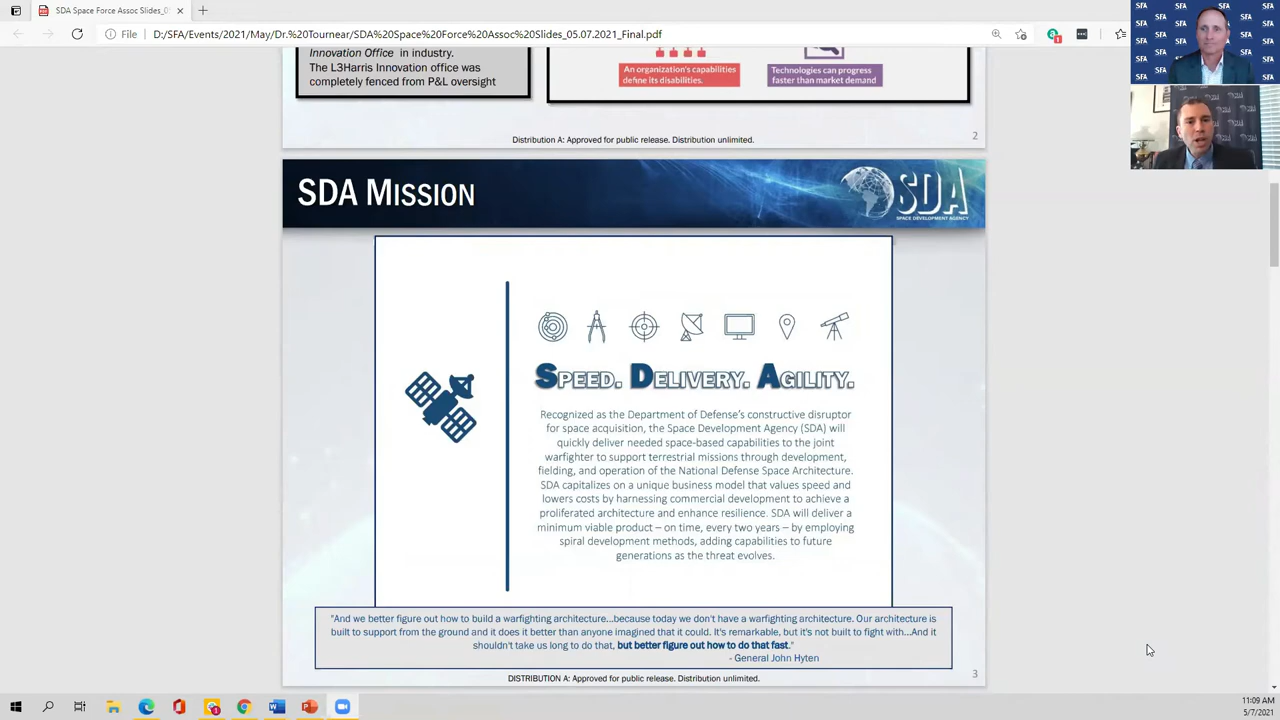 SDA Space Force Assoc Slides_0
File
D:/SFA/Events/2021/May/Dr.%20Tournear/SDA%20Space%20Force%20Assoc%20Slides_05.07.2021_Final.pdf
Innovation Office in industry.
The L3Harris Innovation office was
completely fenced from P&L oversight
An organization's capabilities
define its disabilities.
Technologies can progress
faster than market demand
Distribution A: Approved for public release. Distribution unlimited.
2
SDA MISSION
SDA
SPACE DEVELOPMENT AGENCY
SPEED. DELIVERY. AGILITY.
Recognized as the Department of Defense's constructive disruptor
for space acquisition, the Space Development Agency (SDA) will
quickly deliver needed space-based capabilities to the joint
warfighter to support terrestrial missions through development,
fielding, and operation of the National Defense Space Architecture.
SDA capitalizes on a unique business model that values speed and
lowers costs by harnessing commercial development to achieve a
proliferated architecture and enhance resilience. SDA will deliver a
minimum viable product – on time, every two years – by employing
spiral development methods, adding capabilities to future
generations as the threat evolves.
"And we better figure out how to build a warfighting architecture...because today we don't have a warfighting architecture. Our architecture is
built to support from the ground and it does it better than anyone imagined that it could. It's remarkable, but it's not built to fight with...And it
shouldn't take us long to do that, but better figure out how to do that fast."
- General John Hyten
DISTRIBUTION A: Approved for public release. Distribution unlimited.
3
SFA SFA SFA
SFA SFA
SFA SFA
SFA SFA
11:09 AM
5/7/2021